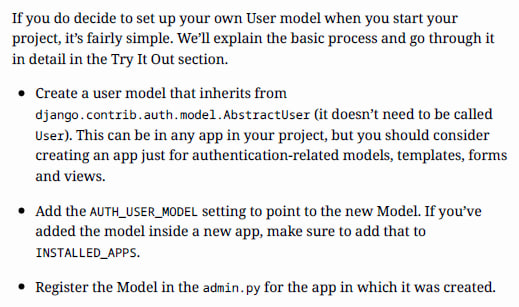 If you do decide to set up your own User model when you start your
project, it’s fairly simple. We’ll explain the basic process and go through it
in detail in the Try It Out section.
• Create a user model that inherits from
django.contrib.auth.model.AbstractUser (it doesn’t need to be called
User). This can be in any app in your project, but you should consider
creating an app just for authentication-related models, templates, forms
and views.
• Add the AUTH_USER_MODEL setting to point to the new Model. If you’ve
added the model inside a new app, make sure to add that to
INSTALLED_APPS.
• Register the Model in the admin.py for the app in which it was created.